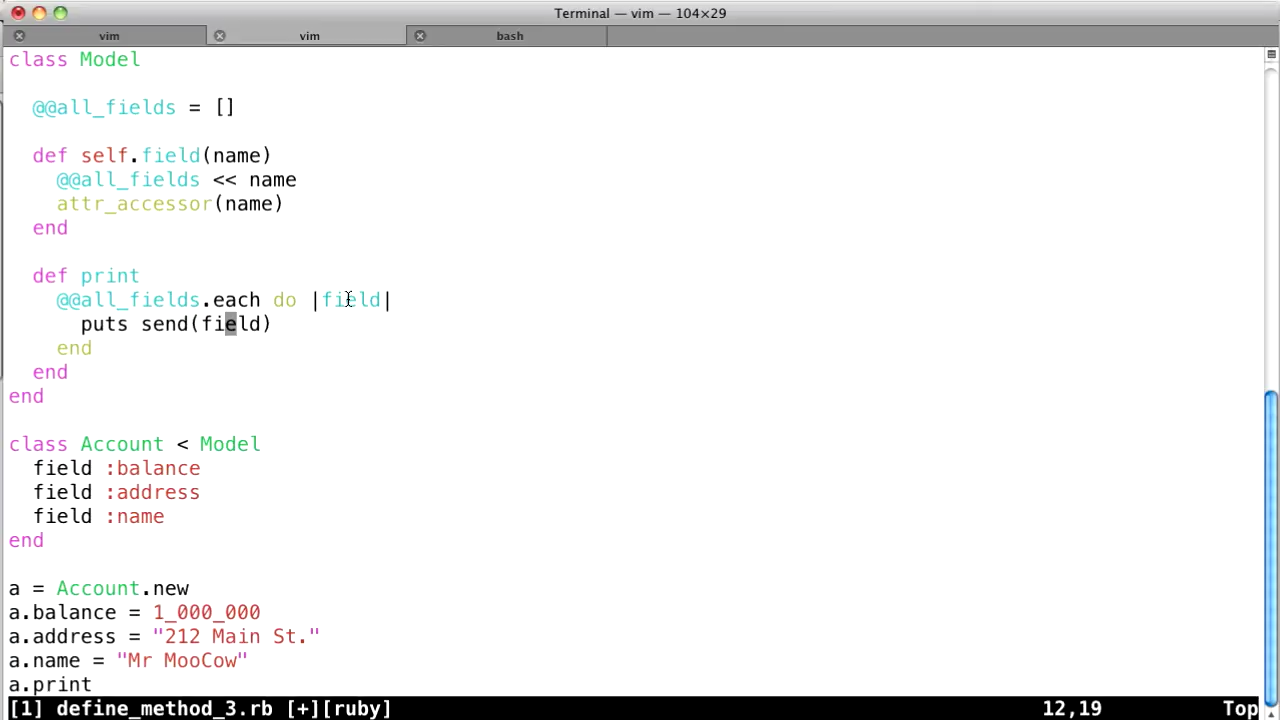 Terminal — vim — 104×29
vim vim bash
class Model
@@all_fields = []
def self.field(name)
@@all_fields << name
attr_accessor(name)
end
def print
@@all_fields.each do |field|
puts send(field)
end
end
end
class Account < Model
field :balance
field :address
field :name
end
a = Account.new
a.balance = 1_000_000
a.address = "212 Main St."
a.name = "Mr MooCow"
a.print
[1] define_method_3.rb [+][ruby] 12,19 Top